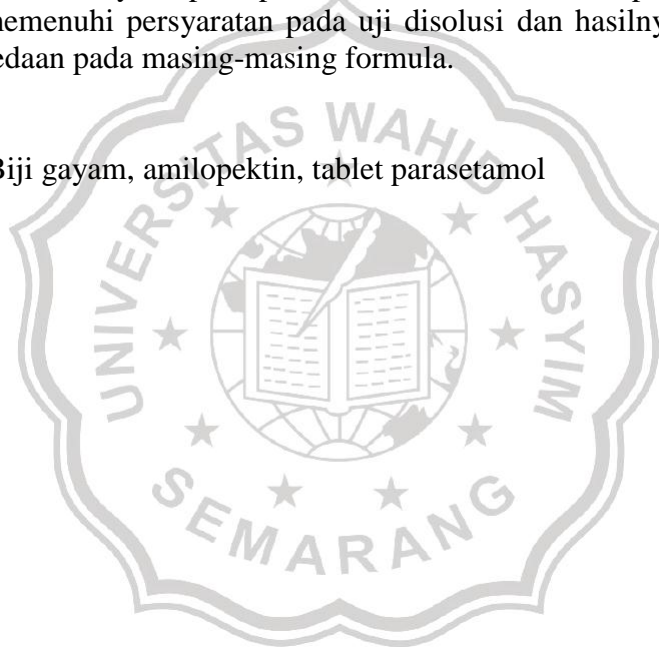 memenuhi persyaratan pada uji disolusi dan hasilny
edaan pada masing-masing formula.
Biji gayam, amilopektin, tablet parasetamol
UNIVERSITAS WAHID HASYIM
SEMARANG